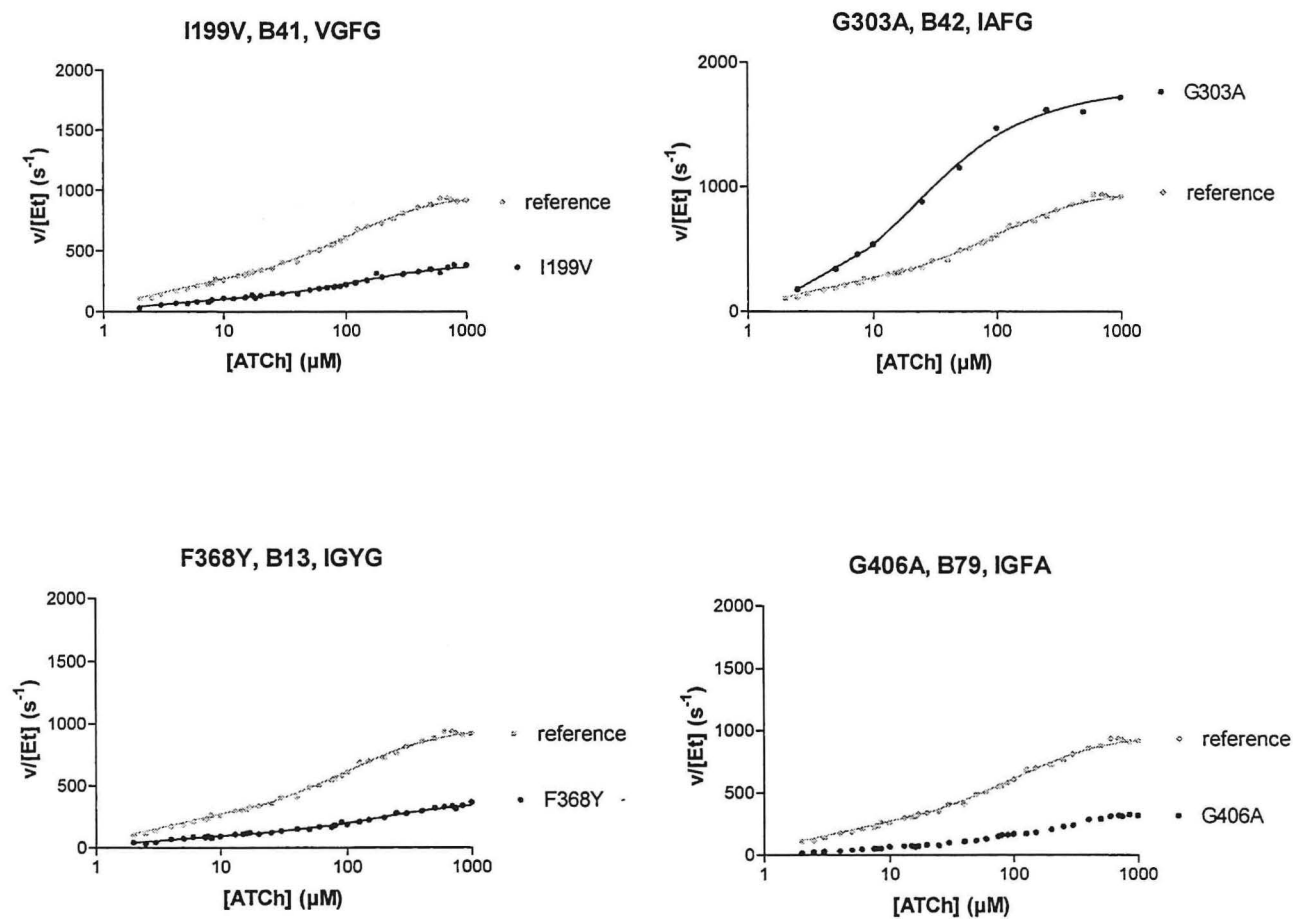 I199V, B41, VGFG
2000
1500
1000
500
0
v/[Et] (s⁻¹)
1
10
100
1000
[ATCh] (µM)
reference
I199V
G303A, B42, IAFG
2000
1000
0
v/[Et] (s⁻¹)
1
10
100
1000
[ATCh] (µM)
G303A
reference
F368Y, B13, IGYG
2000
1500
1000
500
0
v/[Et] (s⁻¹)
1
10
100
1000
[ATCh] (µM)
reference
F368Y
G406A, B79, IGFA
2000
1500
1000
500
0
v/[Et] (s⁻¹)
1
10
100
1000
[ATCh] (µM)
reference
G406A